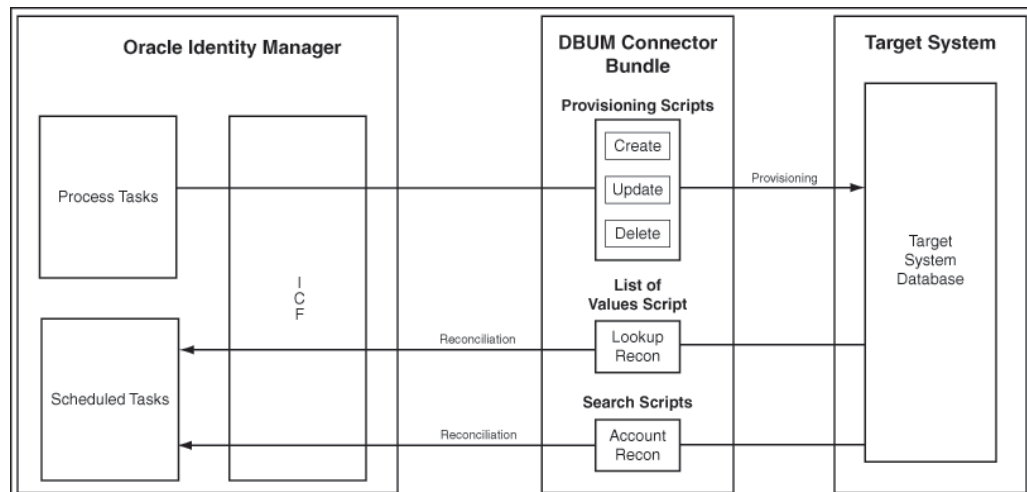 Oracle Identity Manager
DBUM Connector
Bundle
Target System
Provisioning Scripts
Create
Process Tasks
Update
Provisioning
Delete
I
C
F
Target
System
Database
List of
Values Script
Reconciliation
Lookup
Recon
Scheduled Tasks
Search Scripts
Reconciliation
Account
Recon